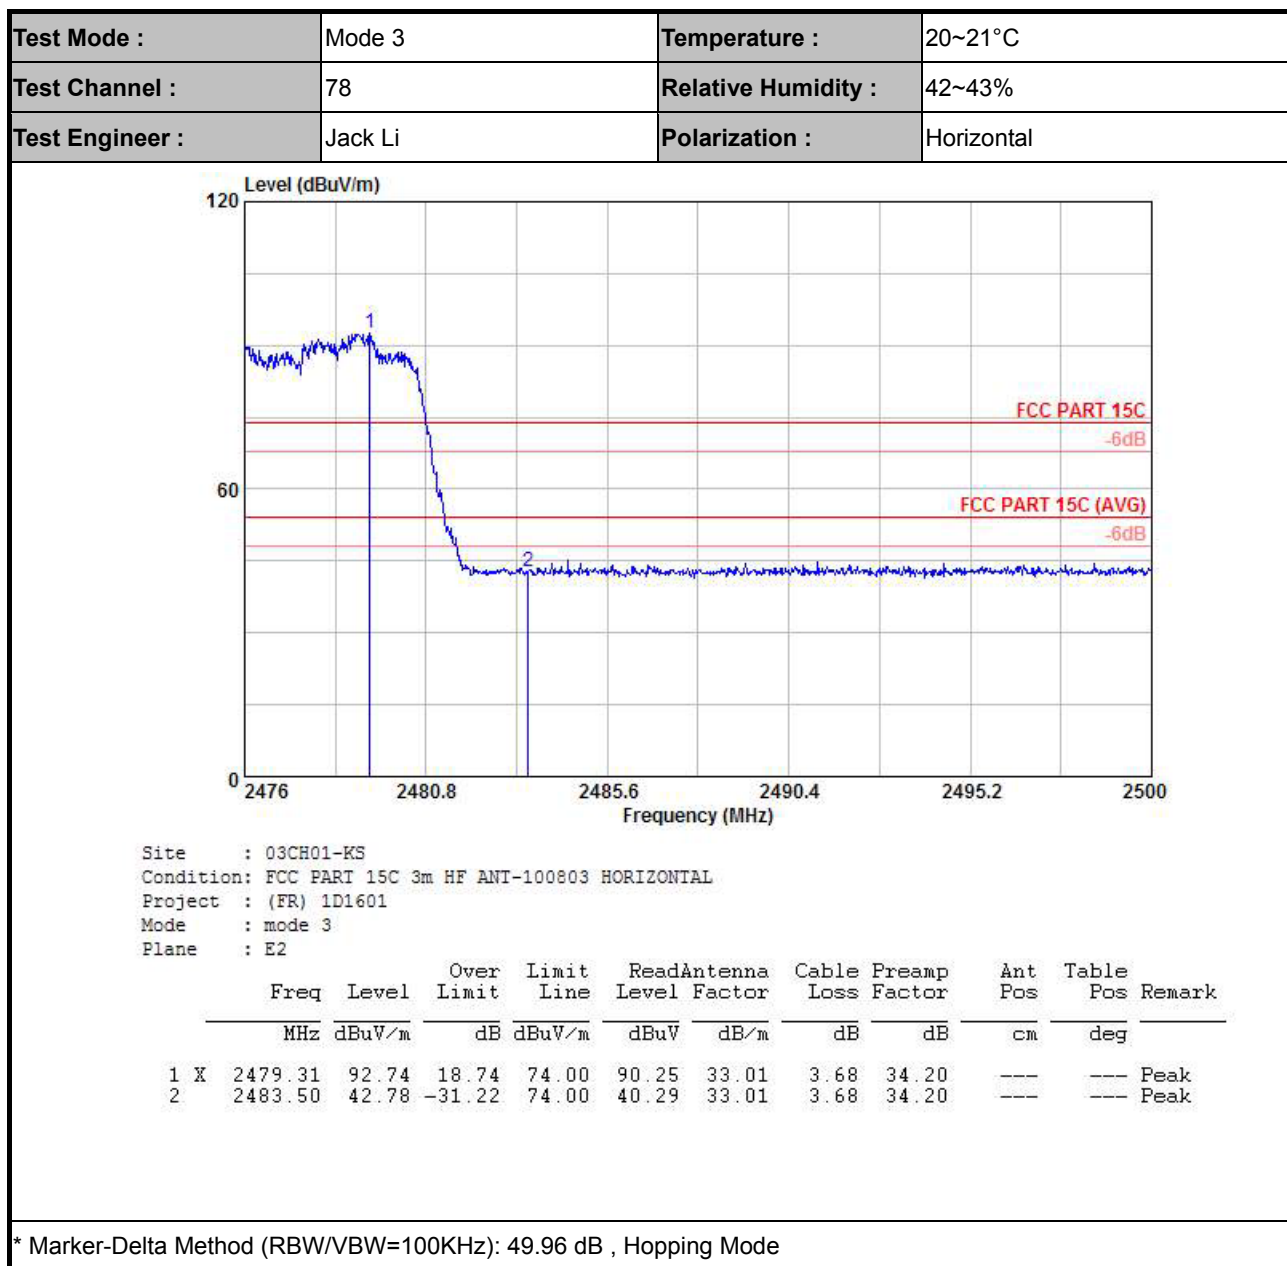 Test Mode : Mode 3 Temperature : 20~21°C
Test Channel : 78 Relative Humidity : 42~43%
Test Engineer : Jack Li Polarization : Horizontal
Level (dBuV/m)
120
1
FCC PART 15C
-6dB
60
FCC PART 15C (AVG)
-6dB
2
0
2476 2480.8 2485.6 2490.4 2495.2 2500
Frequency (MHz)
Site : 03CH01-KS
Condition: FCC PART 15C 3m HF ANT-100803 HORIZONTAL
Project : (FR) 1D1601
Mode : mode 3
Plane : E2
Over Limit ReadAntenna Cable Preamp Ant Table
Freq Level Limit Line Level Factor Loss Factor Pos Pos Remark
MHz dBuV/m dB dBuV/m dBuV dB/m dB dB cm deg
1 X 2479.31 92.74 18.74 74.00 90.25 33.01 3.68 34.20 --- --- Peak
2 2483.50 42.78 -31.22 74.00 40.29 33.01 3.68 34.20 --- --- Peak
* Marker-Delta Method (RBW/VBW=100KHz): 49.96 dB , Hopping Mode